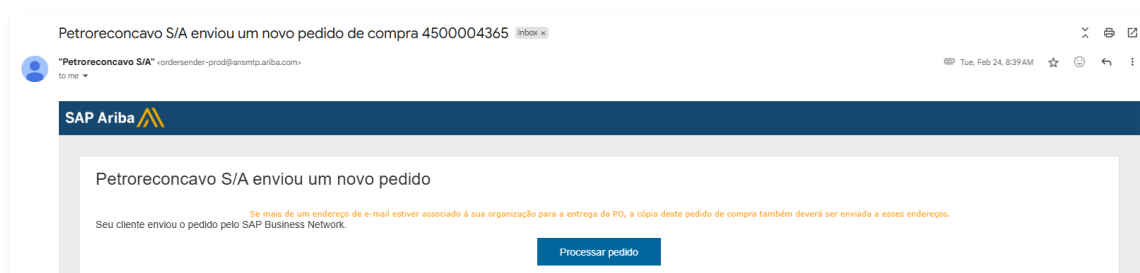 Petroreconcavo S/A enviou um novo pedido de compra 4500004365 Inbox x
"Petroreconcavo S/A" <ordersender-prod@ansmtp.ariba.com> Tue, Feb 24, 8:39 AM
to me
SAP Ariba
Petroreconcavo S/A enviou um novo pedido
Se mais de um endereço de e-mail estiver associado à sua organização para a entrega da PO, a cópia deste pedido de compra também deverá ser enviada a esses endereços.
Seu cliente enviou o pedido pelo SAP Business Network.
Processar pedido